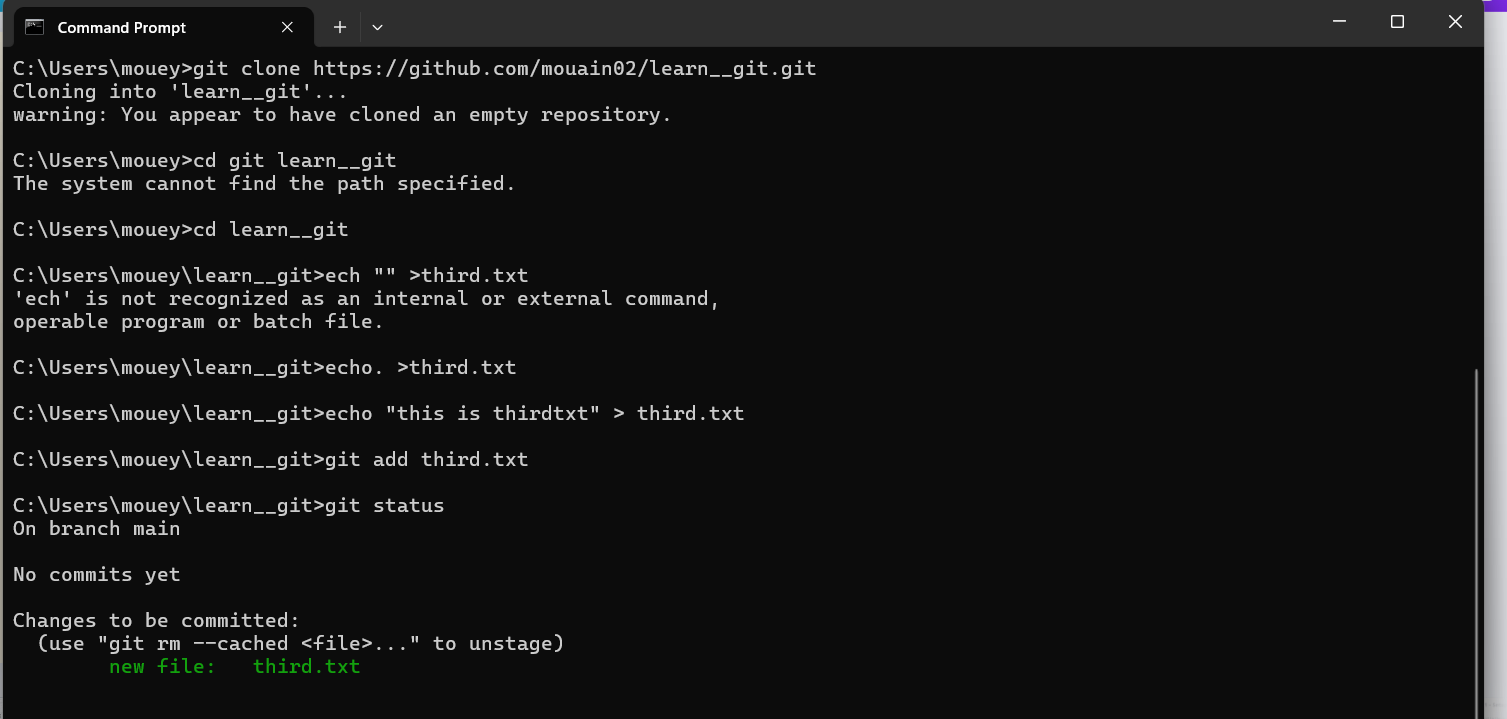 Command Prompt
C:\Users\mouey>git clone https://github.com/mouain02/learn__git.git
Cloning into 'learn__git'...
warning: You appear to have cloned an empty repository.
C:\Users\mouey>cd git learn__git
The system cannot find the path specified.
C:\Users\mouey>cd learn__git
C:\Users\mouey\learn__git>ech "" >third.txt
'ech' is not recognized as an internal or external command,
operable program or batch file.
C:\Users\mouey\learn__git>echo. >third.txt
C:\Users\mouey\learn__git>echo "this is thirdtxt" > third.txt
C:\Users\mouey\learn__git>git add third.txt
C:\Users\mouey\learn__git>git status
On branch main
No commits yet
Changes to be committed:
  (use "git rm --cached <file>..." to unstage)
        new file:   third.txt